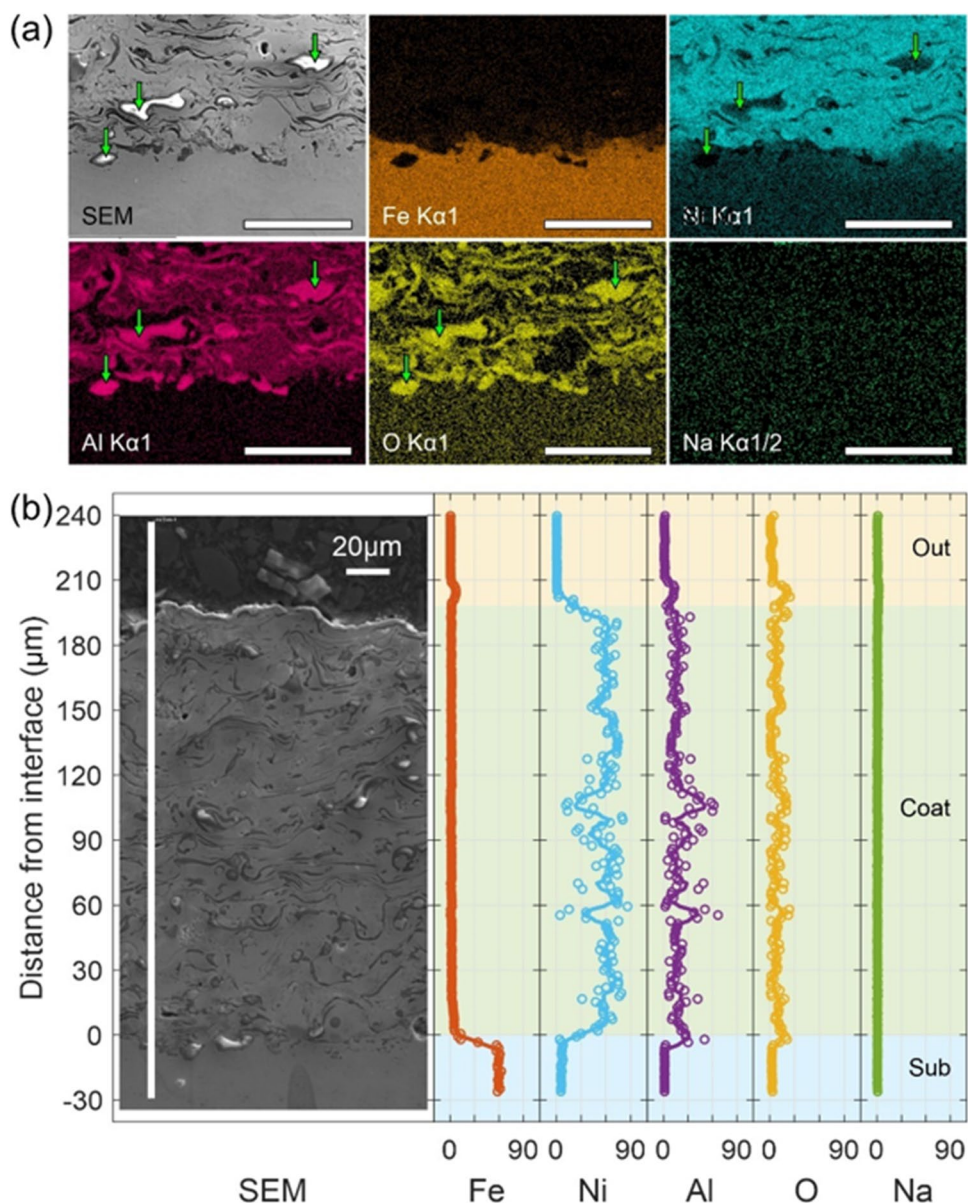 (a)
SEM
Fe Kα1
Ni Kα1
Al Kα1
O Kα1
Na Kα1/2
(b)
240
210
180
150
120
90
60
30
0
-30
Distance from interface (μm)
20μm
Out
Coat
Sub
0 90 0 90 0 90 0 90 0 90
SEM Fe Ni Al O Na